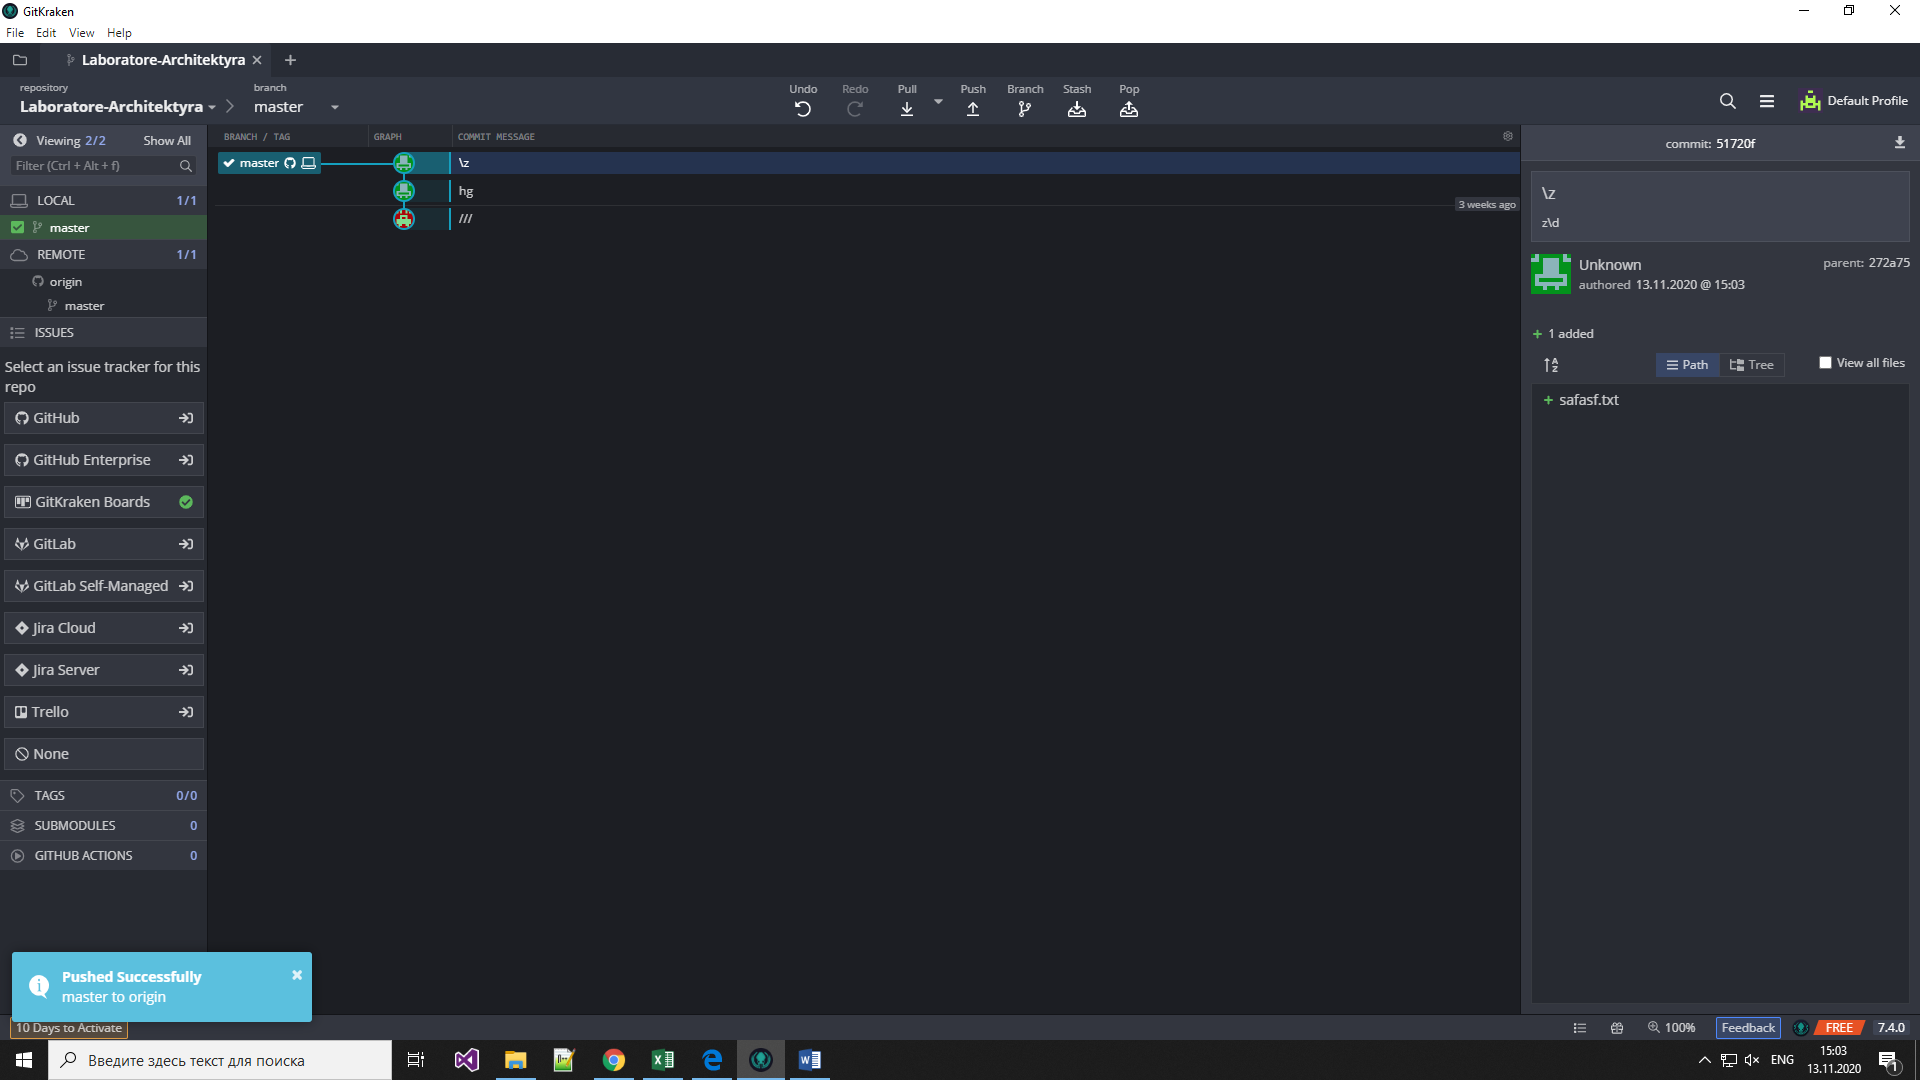 GitKraken
File Edit View Help
Laboratore-Architektyra
repository
Laboratore-Architektyra
branch
master
Undo Redo Pull Push Branch Stash Pop
Default Profile
Viewing 2/2 Show All
Filter (Ctrl + Alt + f)
LOCAL 1/1
master
REMOTE 1/1
origin
master
ISSUES
Select an issue tracker for this
repo
GitHub
GitHub Enterprise
GitKraken Boards
GitLab
GitLab Self-Managed
Jira Cloud
Jira Server
Trello
None
TAGS 0/0
SUBMODULES 0
GITHUB ACTIONS 0
BRANCH / TAG GRAPH COMMIT MESSAGE
master \z
hg
3 weeks ago
///
commit: 51720f
\z
z\d
Unknown
parent: 272a75
authored 13.11.2020 @ 15:03
+ 1 added
Path Tree View all files
+ safasf.txt
Pushed Successfully
master to origin
10 Days to Activate
100% Feedback FREE 7.4.0
Введите здесь текст для поиска
ENG
15:03
13.11.2020
1